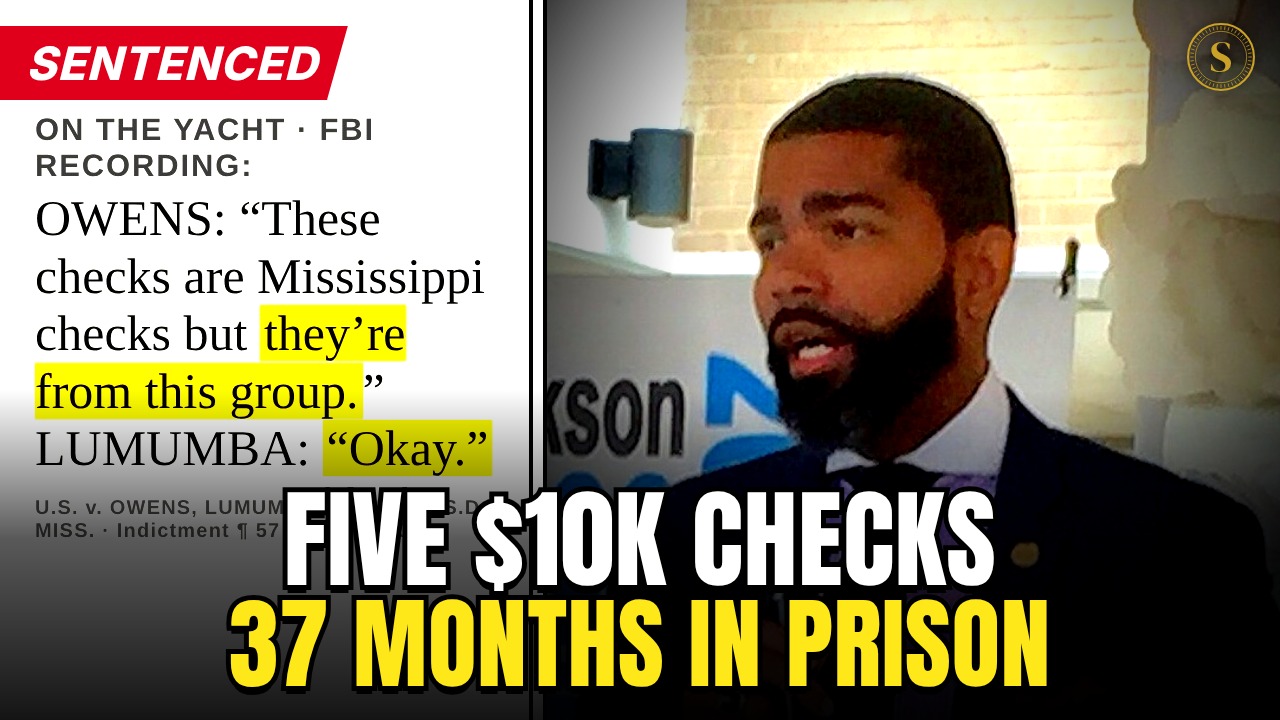 SENTENCED
ON THE YACHT · FBI
RECORDING:
OWENS: “These
checks are Mississippi
checks but they’re
from this group.”
LUMUMBA: “Okay.”
U.S. v. OWENS, LUMUM
MISS. · Indictment ¶ 57
FIVE $10K CHECKS
37 MONTHS IN PRISON
S
kson